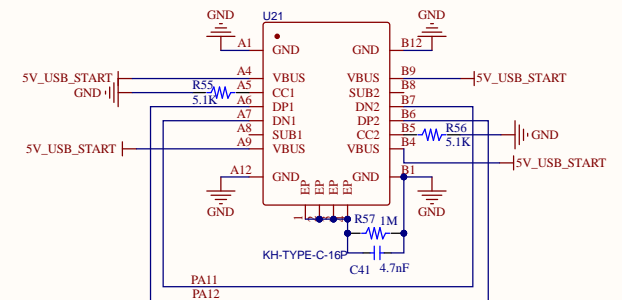 GND
U21
GND
A1
GND
GND
B12
5V_USB_START
A4
VBUS
VBUS
B9
5V_USB_START
GND
R55
5.1K
A5
CC1
SUB2
B8
A6
DP1
DN2
B7
A7
DN1
DP2
B6
A8
SUB1
CC2
B5
R56
5.1K
GND
5V_USB_START
A9
VBUS
VBUS
B4
5V_USB_START
A12
GND
GND
B1
GND
EP
EP
EP
EP
GND
1
R57
1M
KH-TYPE-C-16P
C41
4.7nF
PA11
PA12